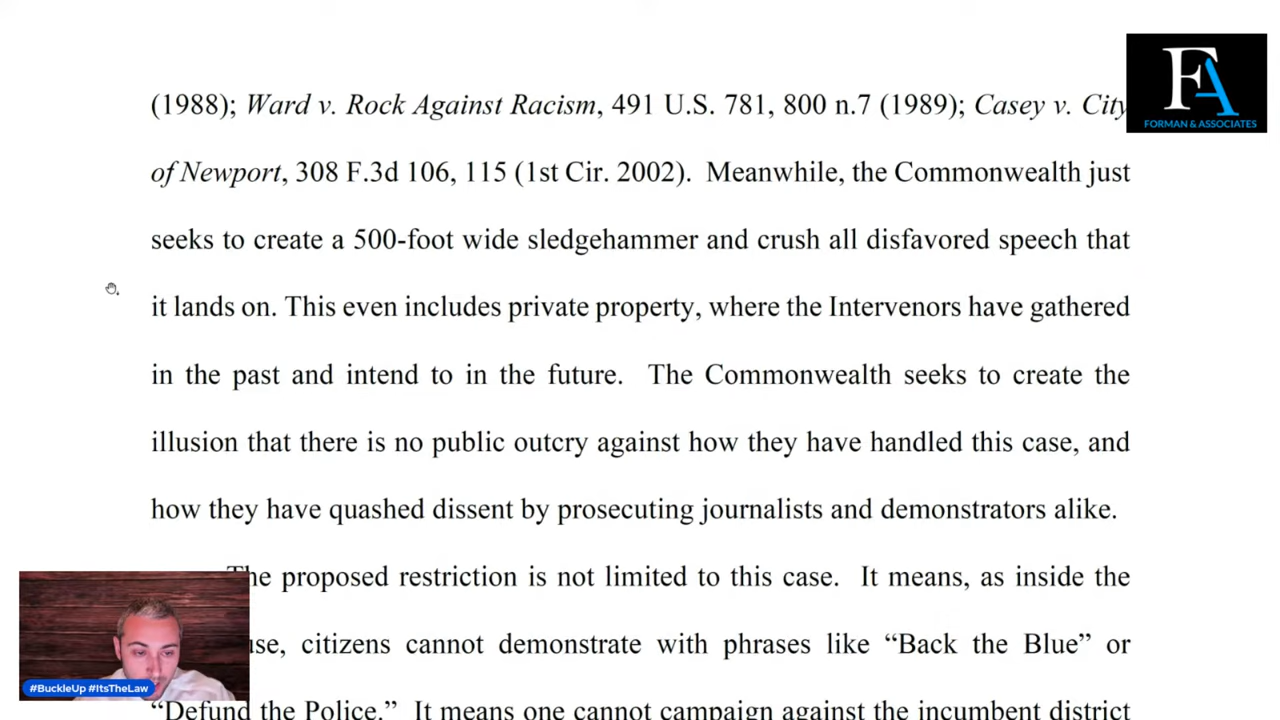 (1988); Ward v. Rock Against Racism, 491 U.S. 781, 800 n.7 (1989); Casey v. City
of Newport, 308 F.3d 106, 115 (1st Cir. 2002). Meanwhile, the Commonwealth just
seeks to create a 500-foot wide sledgehammer and crush all disfavored speech that
it lands on. This even includes private property, where the Intervenors have gathered
in the past and intend to in the future. The Commonwealth seeks to create the
illusion that there is no public outcry against how they have handled this case, and
how they have quashed dissent by prosecuting journalists and demonstrators alike.
The proposed restriction is not limited to this case. It means, as inside the
citizens cannot demonstrate with phrases like “Back the Blue” or
“Defund the Police.” It means one cannot campaign against the incumbent district
FA
FORMAN & ASSOCIATES
#BuckleUp #ItsTheLaw